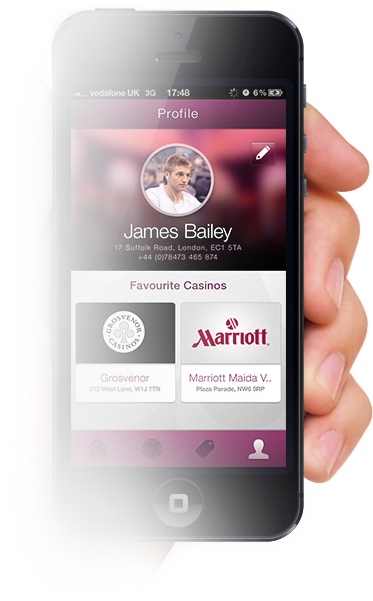 vodafone UK 3G 17:48 6%
Profile
James Bailey
17 Suffolk Road, London, EC1 5TA
+44 (0)78473 465 874
Favourite Casinos
GROSVENOR
CASINOS
Marriott
Grosvenor
Marriott Maida V..
213 West Lane, W1J 7TN
Plaza Parade, NW6 5RP